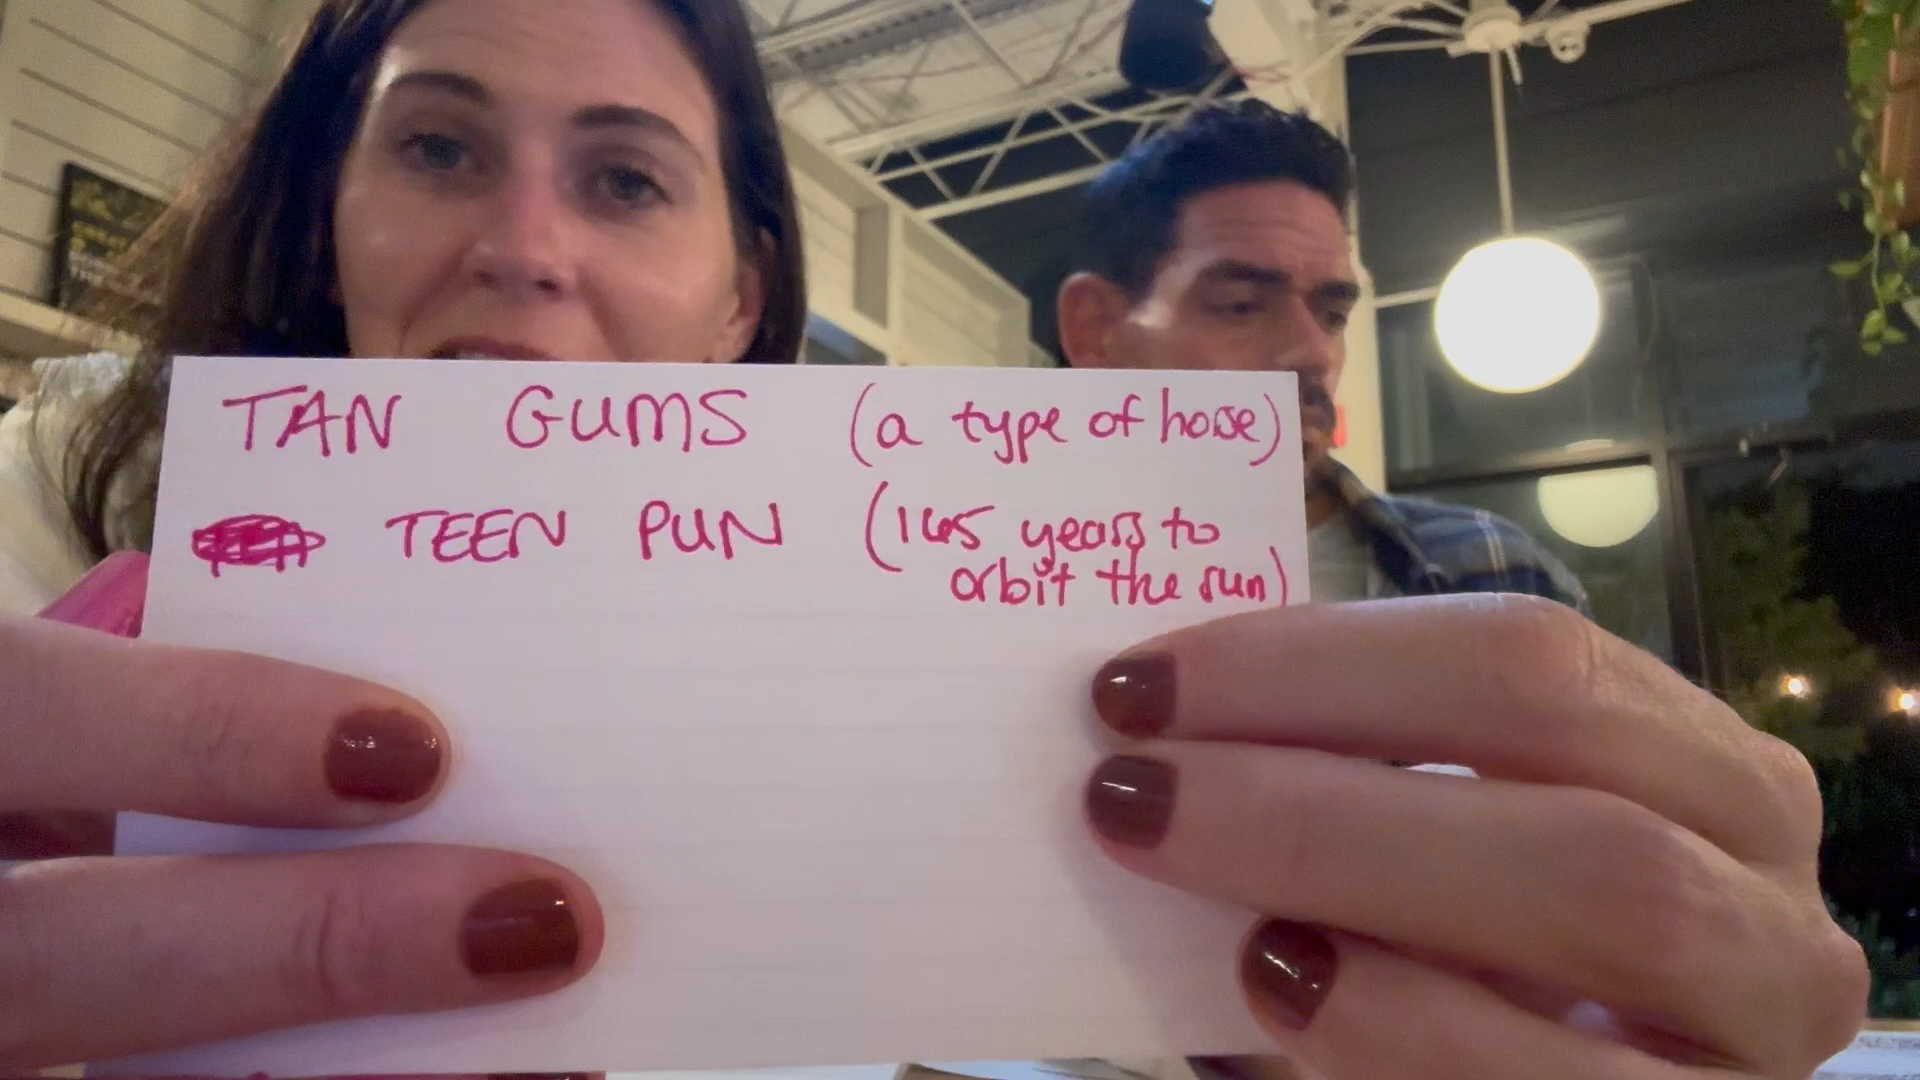 TAN GUMS (a type of horse)
TEEN PUN (165 years to
orbit the sun)